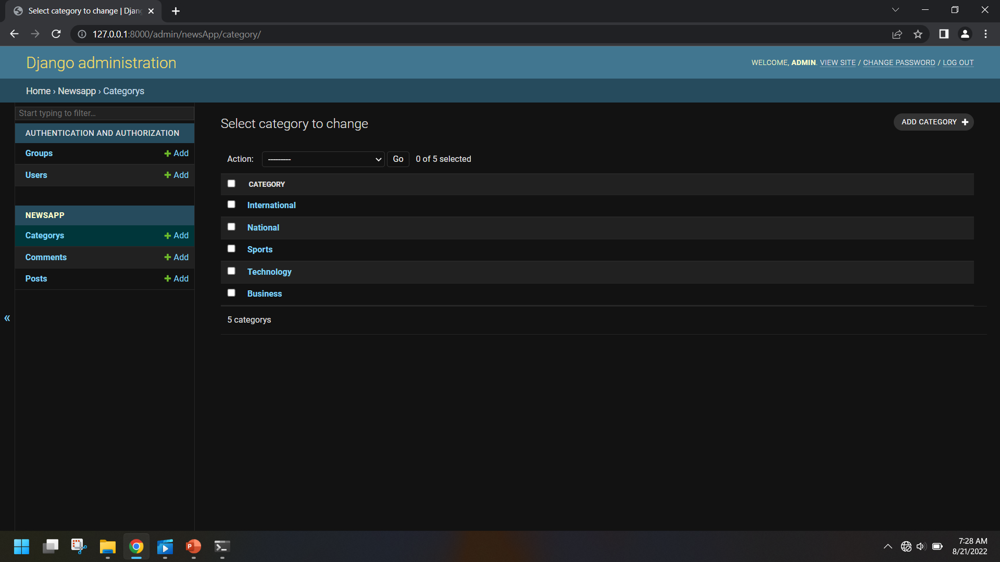 Select category to change | Djan
127.0.0.1:8000/admin/newsApp/category/
Django administration
WELCOME, ADMIN. VIEW SITE / CHANGE PASSWORD / LOG OUT
Home › Newsapp › Categorys
Start typing to filter...
AUTHENTICATION AND AUTHORIZATION
Groups + Add
Users + Add
NEWSAPP
Categorys + Add
Comments + Add
Posts + Add
«
Select category to change
ADD CATEGORY +
Action: --------- Go 0 of 5 selected
CATEGORY
International
National
Sports
Technology
Business
5 categorys
P
7:28 AM
8/21/2022